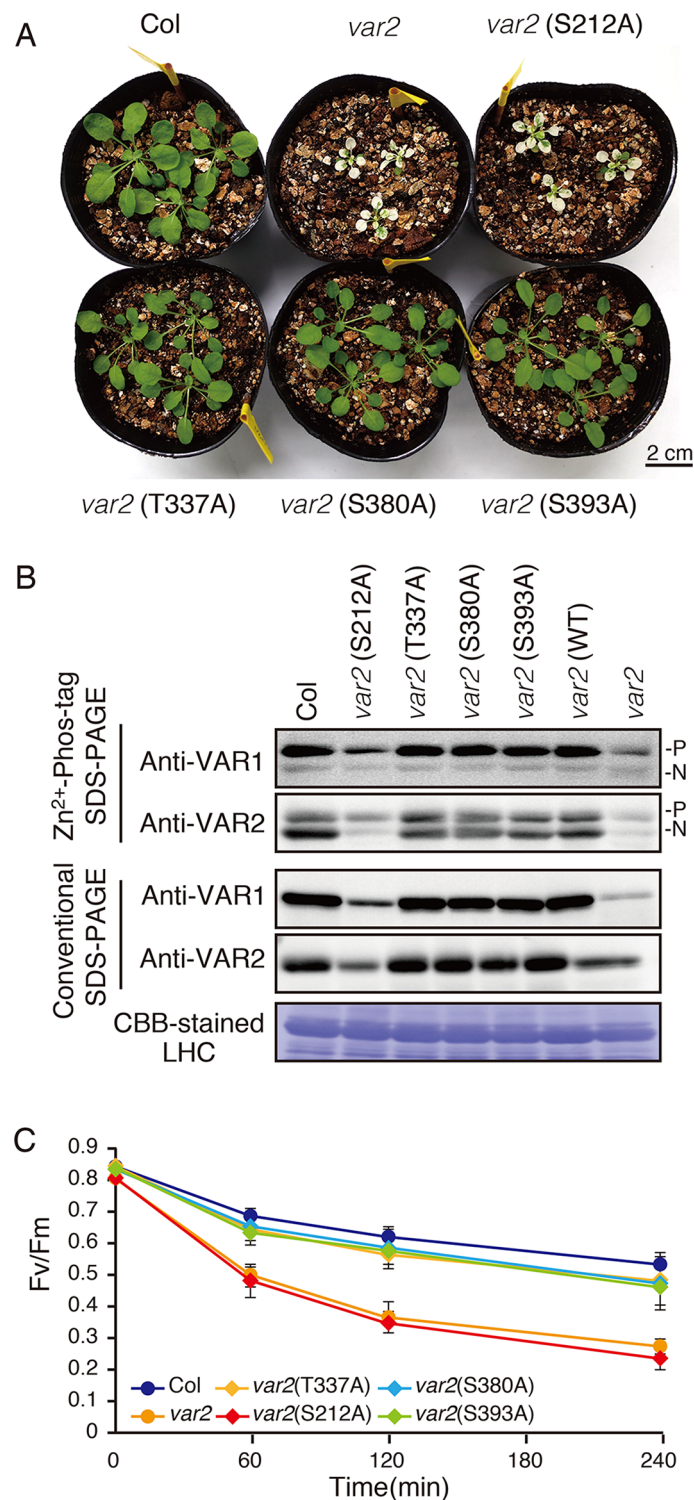 A
Col
var2
var2 (S212A)
2 cm
var2 (T337A)
var2 (S380A)
var2 (S393A)
B
Col
var2 (S212A)
var2 (T337A)
var2 (S380A)
var2 (S393A)
var2 (WT)
var2
Zn2+-Phos-tag
SDS-PAGE
Anti-VAR1
-P
-N
Anti-VAR2
-P
-N
Conventional
SDS-PAGE
Anti-VAR1
Anti-VAR2
CBB-stained
LHC
C
Fv/Fm
0.9
0.8
0.7
0.6
0.5
0.4
0.3
0.2
0.1
0
Col
var2(T337A)
var2(S380A)
var2
var2(S212A)
var2(S393A)
0
60
120
180
240
Time(min)